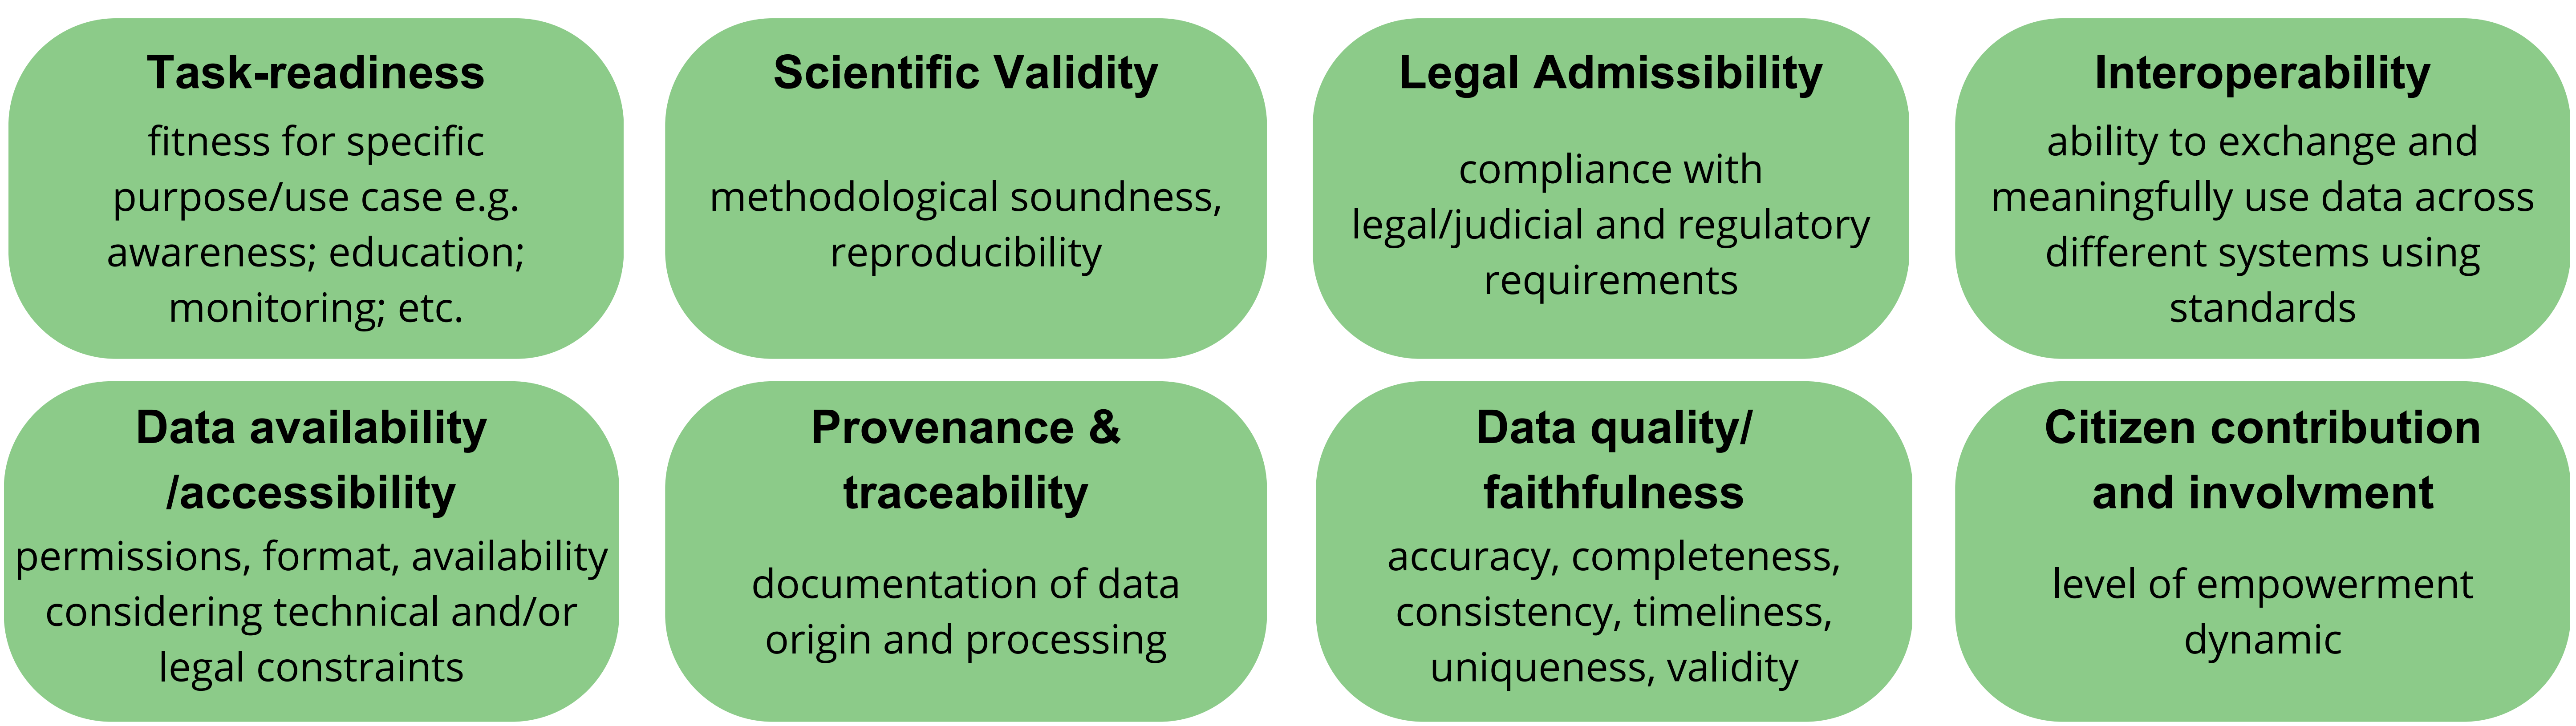 Task-readiness
fitness for specific
purpose/use case e.g.
awareness; education;
monitoring; etc.
Scientific Validity
methodological soundness,
reproducibility
Legal Admissibility
compliance with
legal/judicial and regulatory
requirements
Interoperability
ability to exchange and
meaningfully use data across
different systems using
standards
Data availability
/accessibility
permissions, format, availability
considering technical and/or
legal constraints
Provenance &
traceability
documentation of data
origin and processing
Data quality/
faithfulness
accuracy, completeness,
consistency, timeliness,
uniqueness, validity
Citizen contribution
and involvment
level of empowerment
dynamic